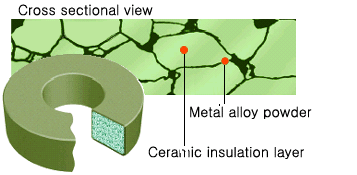 Cross sectional view
Metal alloy powder
Ceramic insulation layer